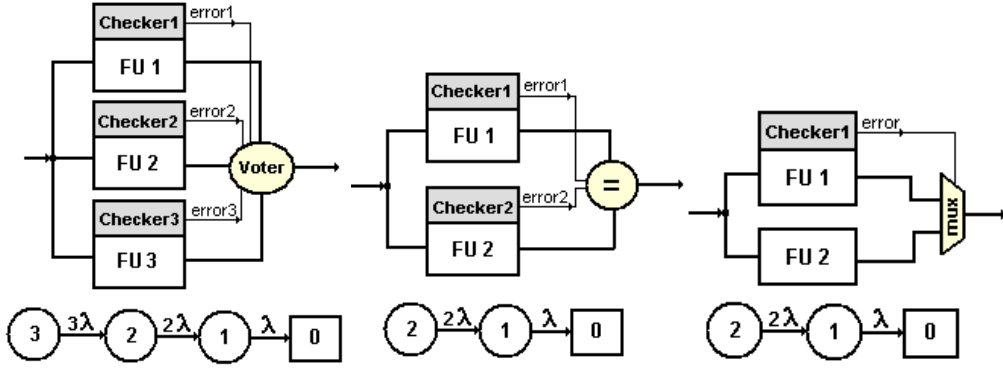 Checker1
error1
FU 1
Checker2
error2
FU 2
Voter
Checker3
error3
FU 3
3 3λ 2 2λ 1 λ 0
Checker1
error1
FU 1
=
Checker2
error2
FU 2
2 2λ 1 λ 0
Checker1
error
FU 1
mux
FU 2
2 2λ 1 λ 0